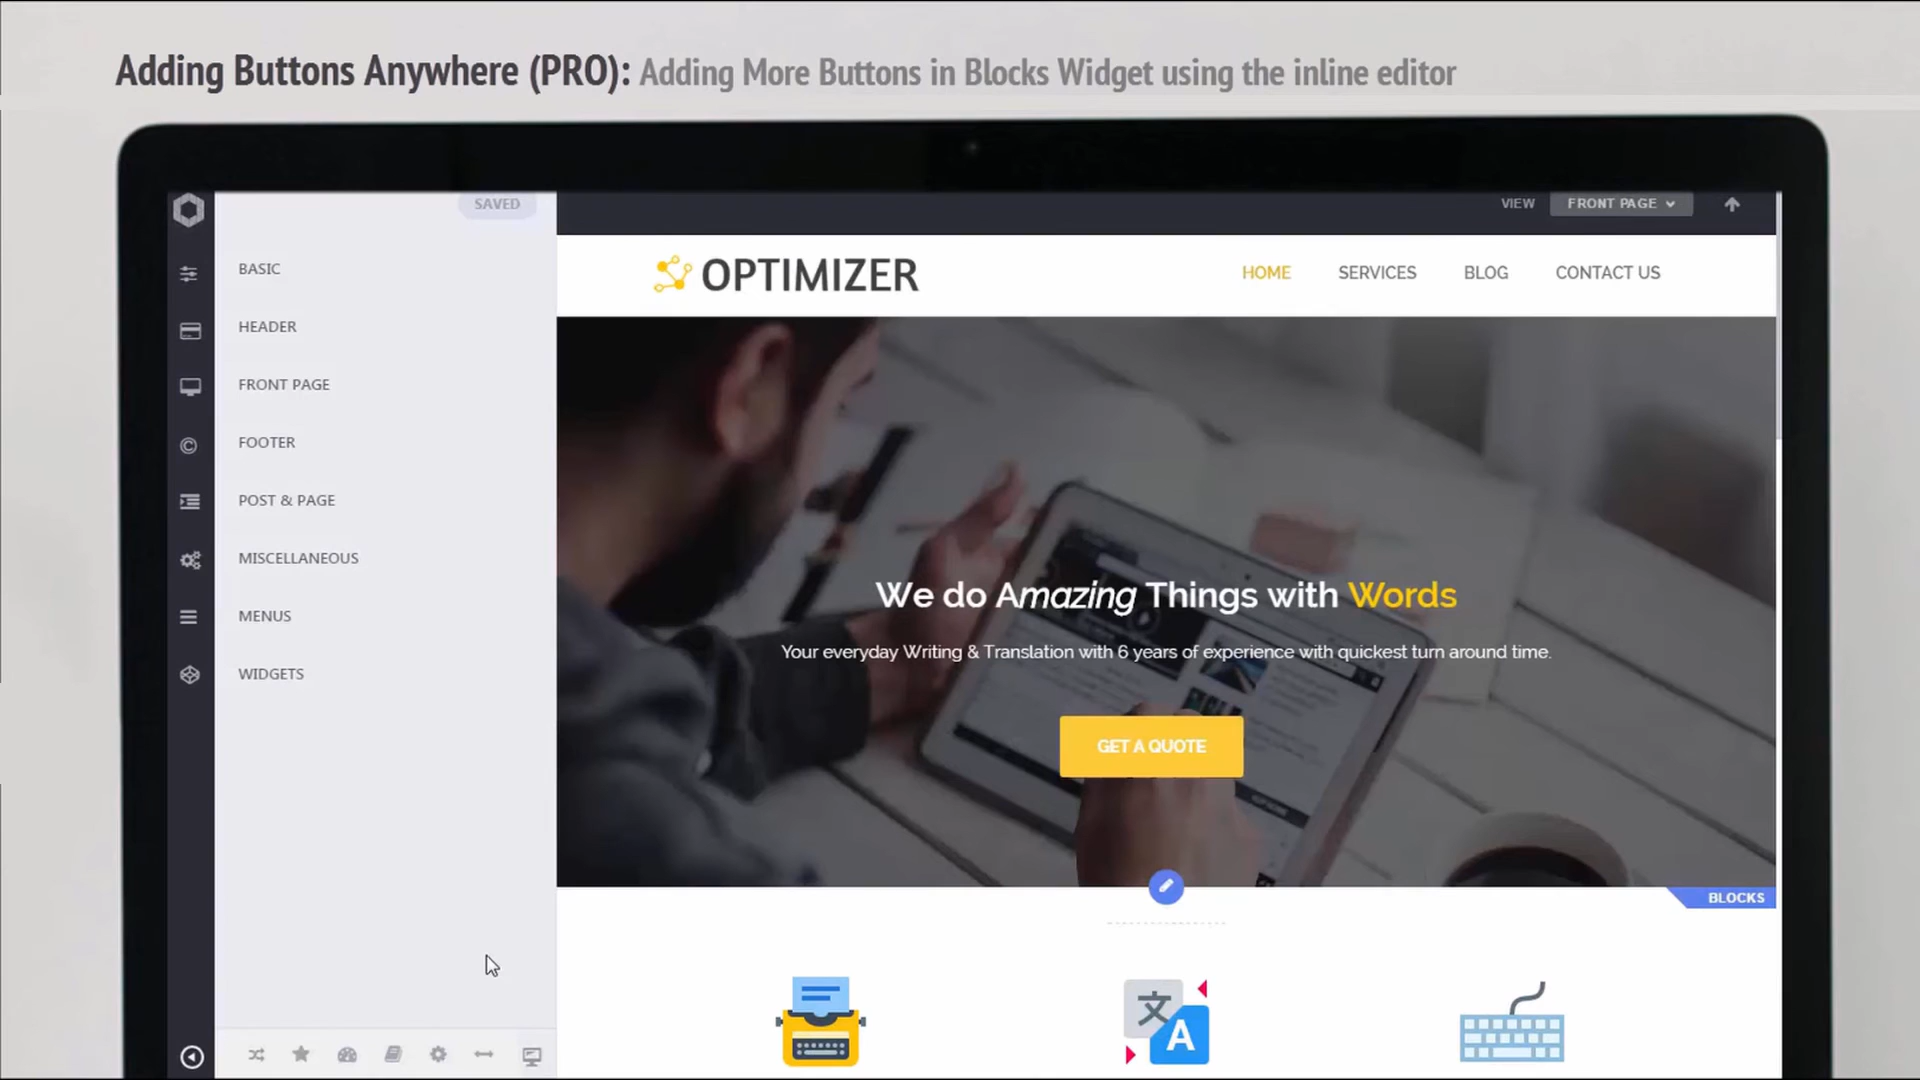 Adding Buttons Anywhere (PRO): Adding More Buttons in Blocks Widget using the inline editor
SAVED
VIEW
FRONT PAGE
BASIC
HEADER
FRONT PAGE
FOOTER
POST & PAGE
MISCELLANEOUS
MENUS
WIDGETS
OPTIMIZER
HOME
SERVICES
BLOG
CONTACT US
We do Amazing Things with Words
Your everyday Writing & Translation with 6 years of experience with quickest turn around time.
GET A QUOTE
BLOCKS
文
A